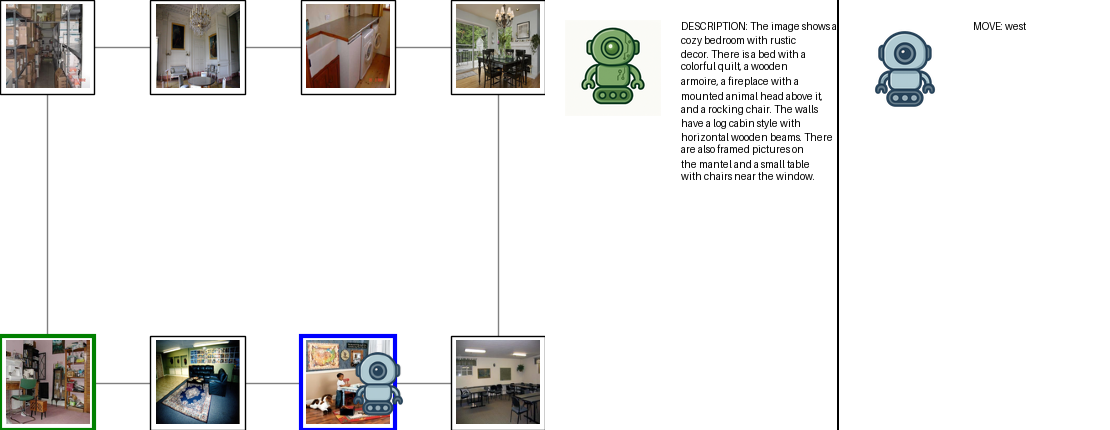 DESCRIPTION: The image shows a
cozy bedroom with rustic
decor. There is a bed with a
colorful quilt, a wooden
armoire, a fireplace with a
mounted animal head above it,
and a rocking chair. The walls
have a log cabin style with
horizontal wooden beams. There
are also framed pictures on
the mantel and a small table
with chairs near the window.
MOVE: west